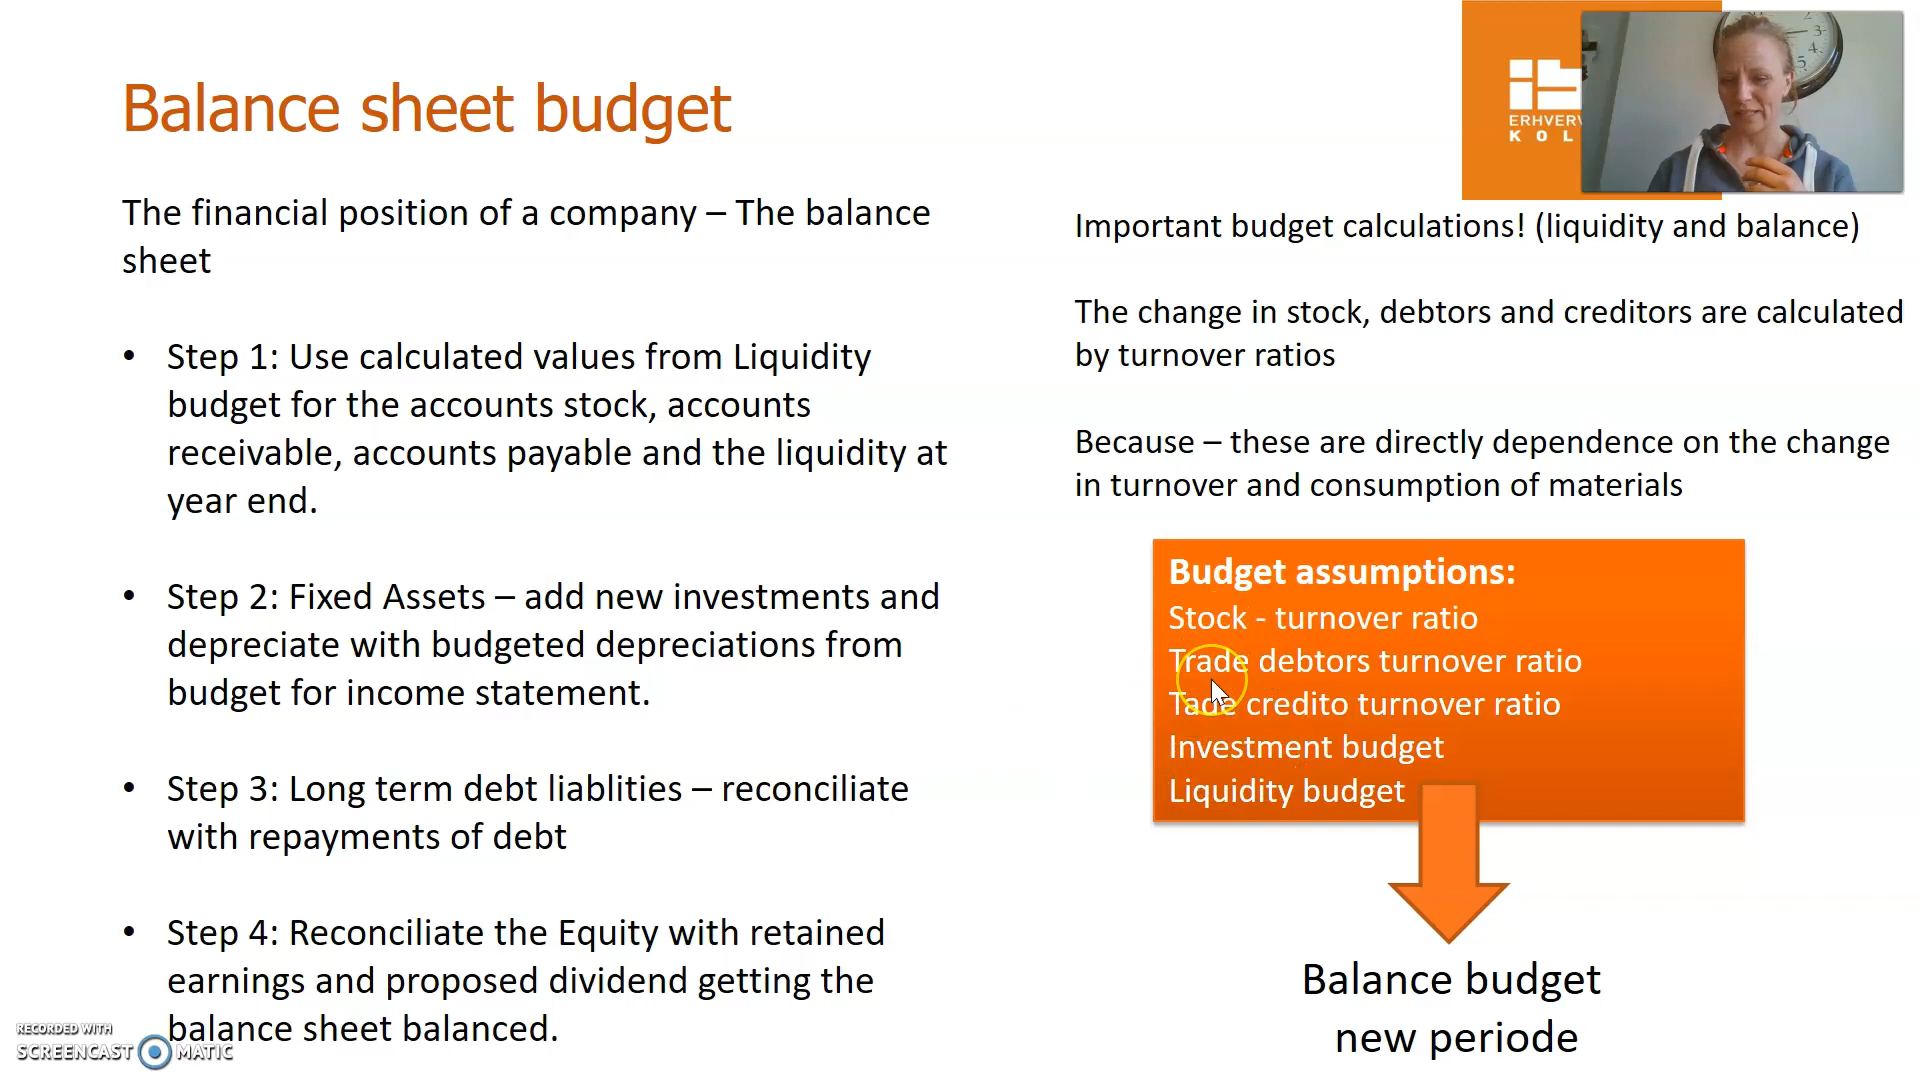 Balance sheet budget
The financial position of a company – The balance
sheet
• Step 1: Use calculated values from Liquidity
budget for the accounts stock, accounts
receivable, accounts payable and the liquidity at
year end.
• Step 2: Fixed Assets – add new investments and
depreciate with budgeted depreciations from
budget for income statement.
• Step 3: Long term debt liablities – reconciliate
with repayments of debt
• Step 4: Reconciliate the Equity with retained
earnings and proposed dividend getting the
balance sheet balanced.
RECORDED WITH
SCREENCAST MATIC
ERHVERV
KOL
3
4
5
Important budget calculations! (liquidity and balance)
The change in stock, debtors and creditors are calculated
by turnover ratios
Because – these are directly dependence on the change
in turnover and consumption of materials
Budget assumptions:
Stock - turnover ratio
Trade debtors turnover ratio
Tade credito turnover ratio
Investment budget
Liquidity budget
Balance budget
new periode